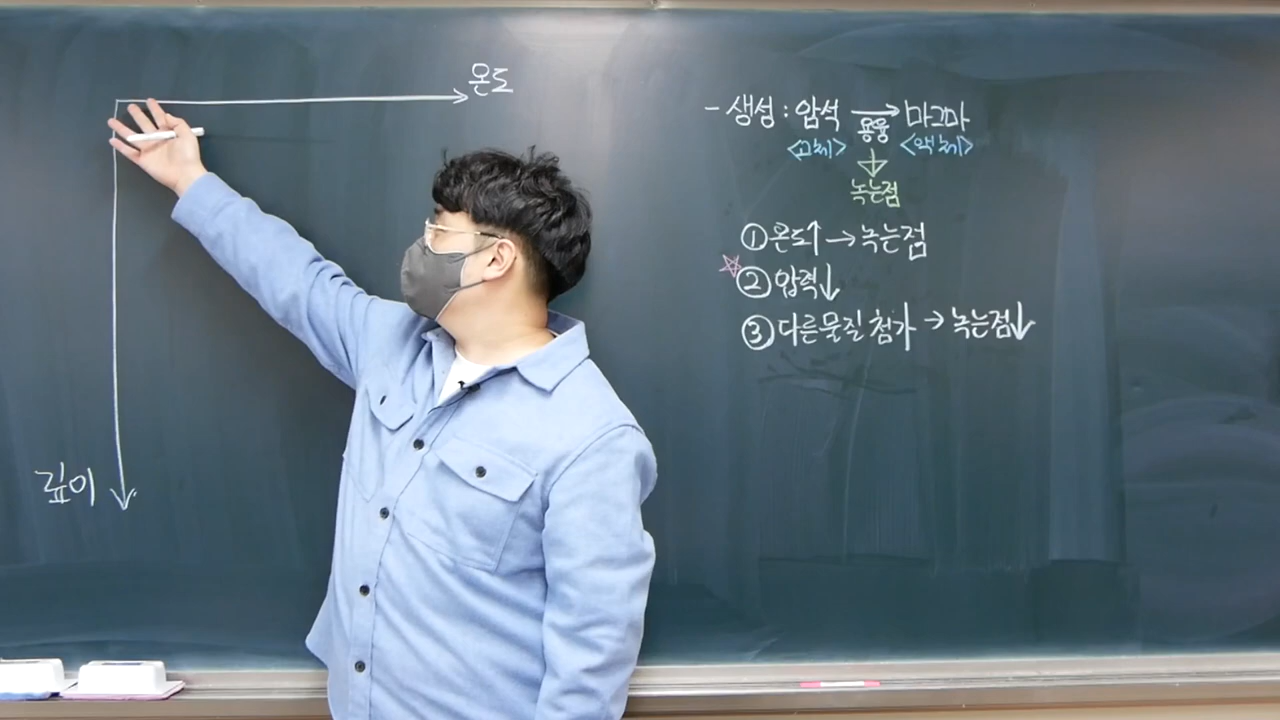 온도
깊이
- 생성 : 암석 → 마그마
용융
<고체> <액체>
↓
녹는점
① 온도↑ → 녹는점
☆② 압력↓
③ 다른 물질 첨가 → 녹는점↓